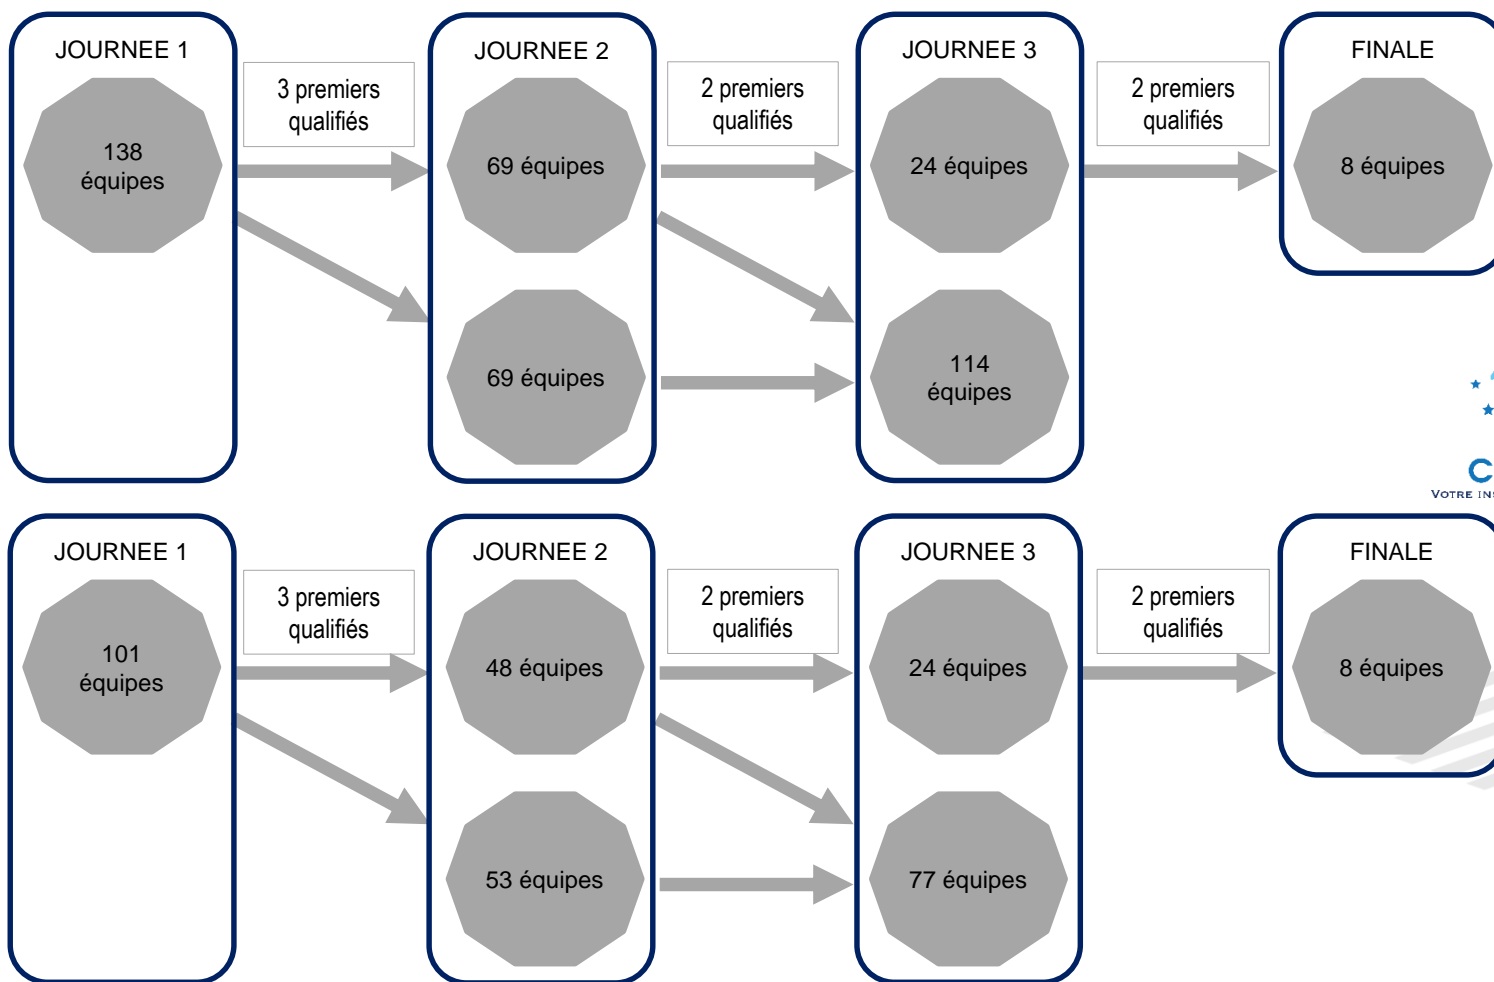 JOURNEE 1
138
équipes
3 premiers
qualifiés
JOURNEE 2
69 équipes
69 équipes
2 premiers
qualifiés
JOURNEE 3
24 équipes
114
équipes
2 premiers
qualifiés
FINALE
8 équipes
C
VOTRE INS
JOURNEE 1
101
équipes
3 premiers
qualifiés
JOURNEE 2
48 équipes
53 équipes
2 premiers
qualifiés
JOURNEE 3
24 équipes
77 équipes
2 premiers
qualifiés
FINALE
8 équipes